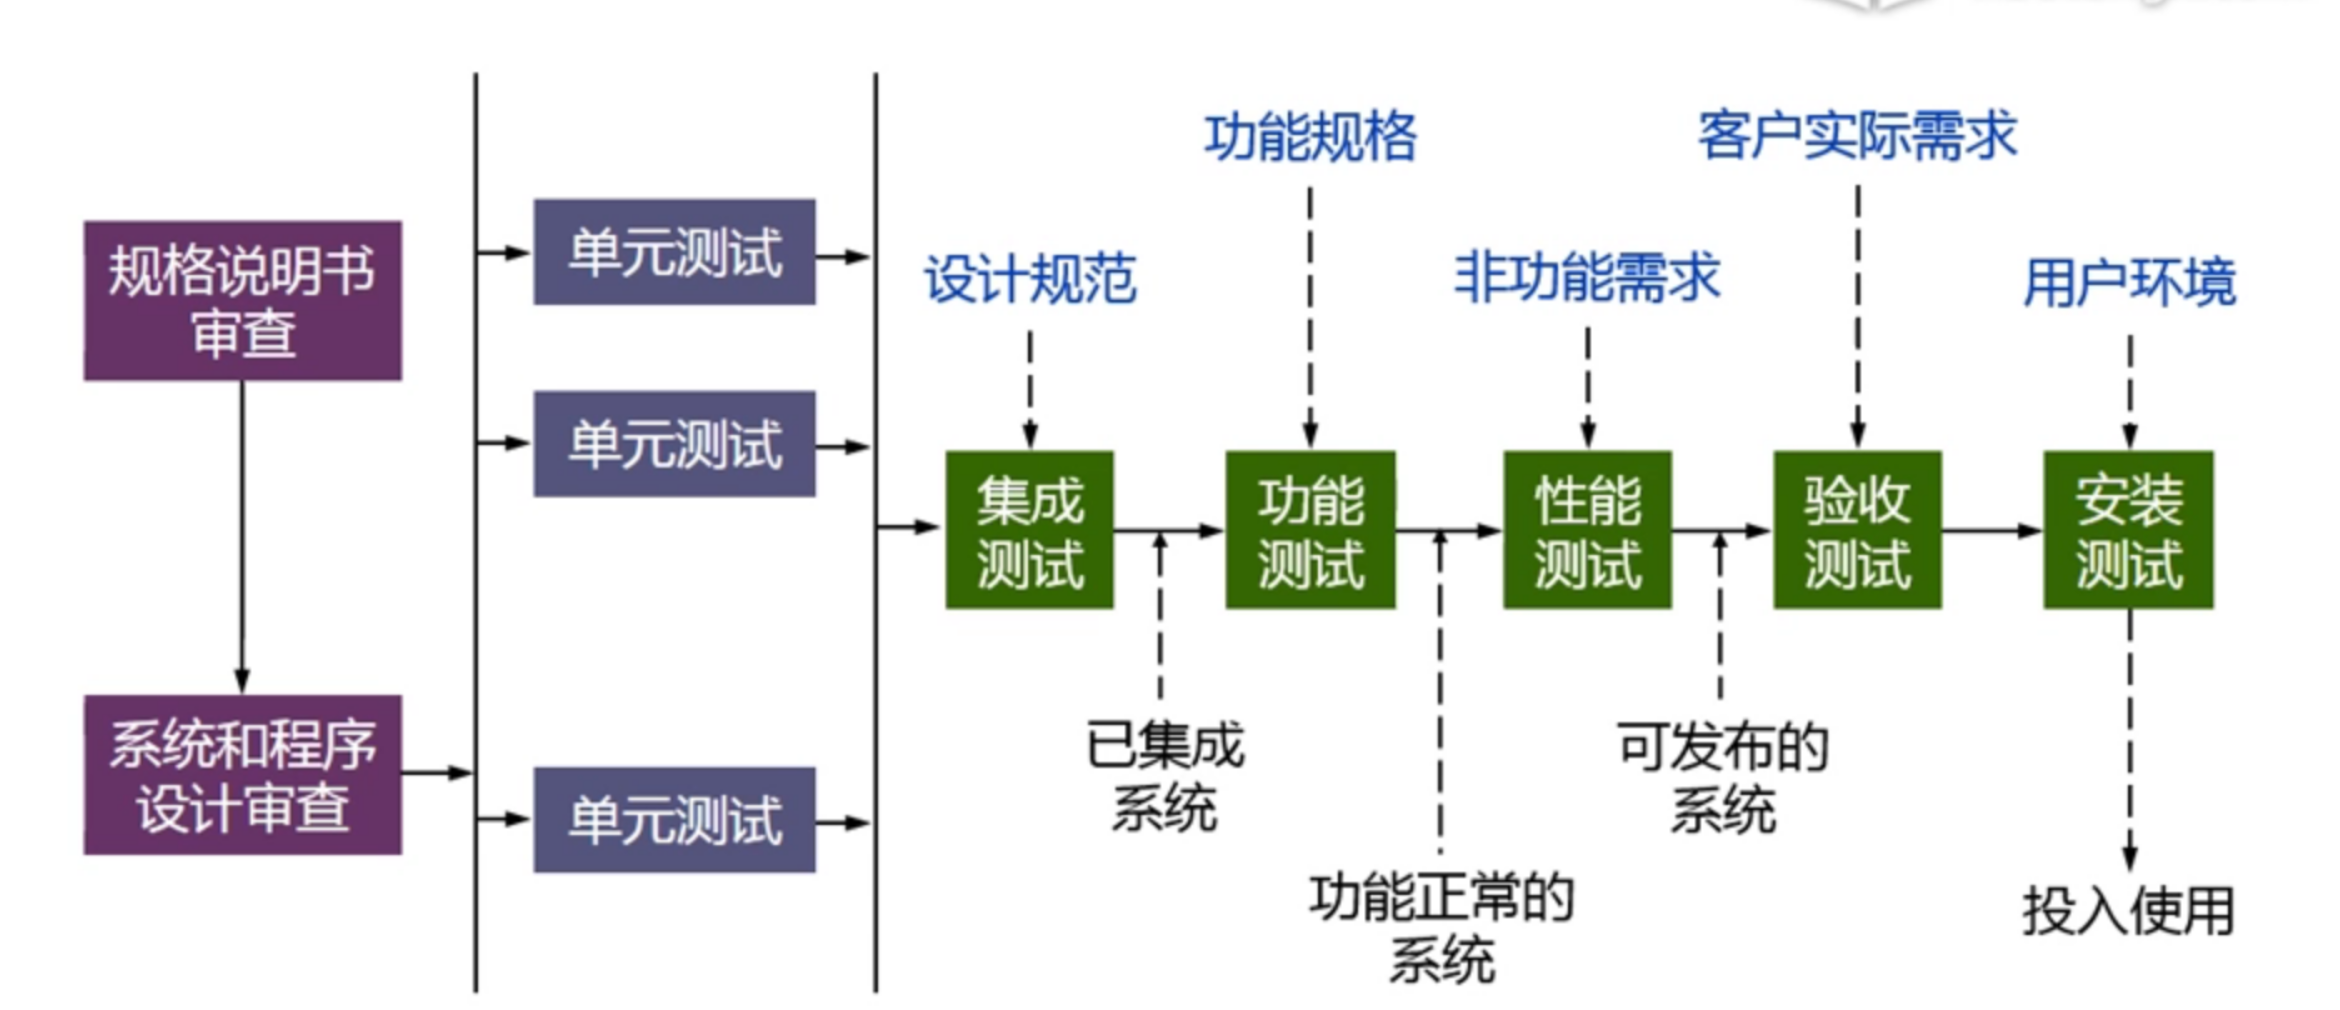 规格说明书
审查
系统和程序
设计审查
单元测试
单元测试
单元测试
设计规范
功能规格
非功能需求
客户实际需求
用户环境
集成
测试
功能
测试
性能
测试
验收
测试
安装
测试
已集成
系统
功能正常的
系统
可发布的
系统
投入使用